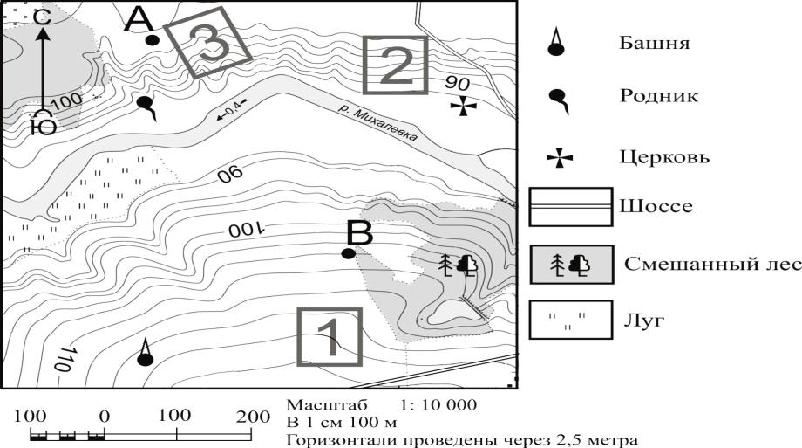 С
А
3
2
Башня
90
100
Родник
Ю
0,4
р. Михалевка
Церковь
90
Шоссе
100
В
Смешанный лес
1
Луг
110
100 0 100 200
Масштаб 1: 10 000
В 1 см 100 м
Горизонтали проведены через 2,5 метра